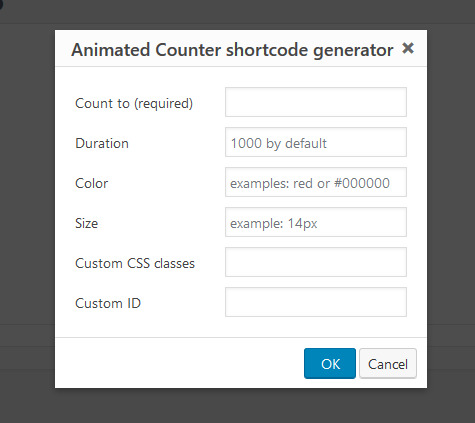 Animated Counter shortcode generator ×
Count to (required)
Duration 1000 by default
Color examples: red or #000000
Size example: 14px
Custom CSS classes
Custom ID
OK Cancel